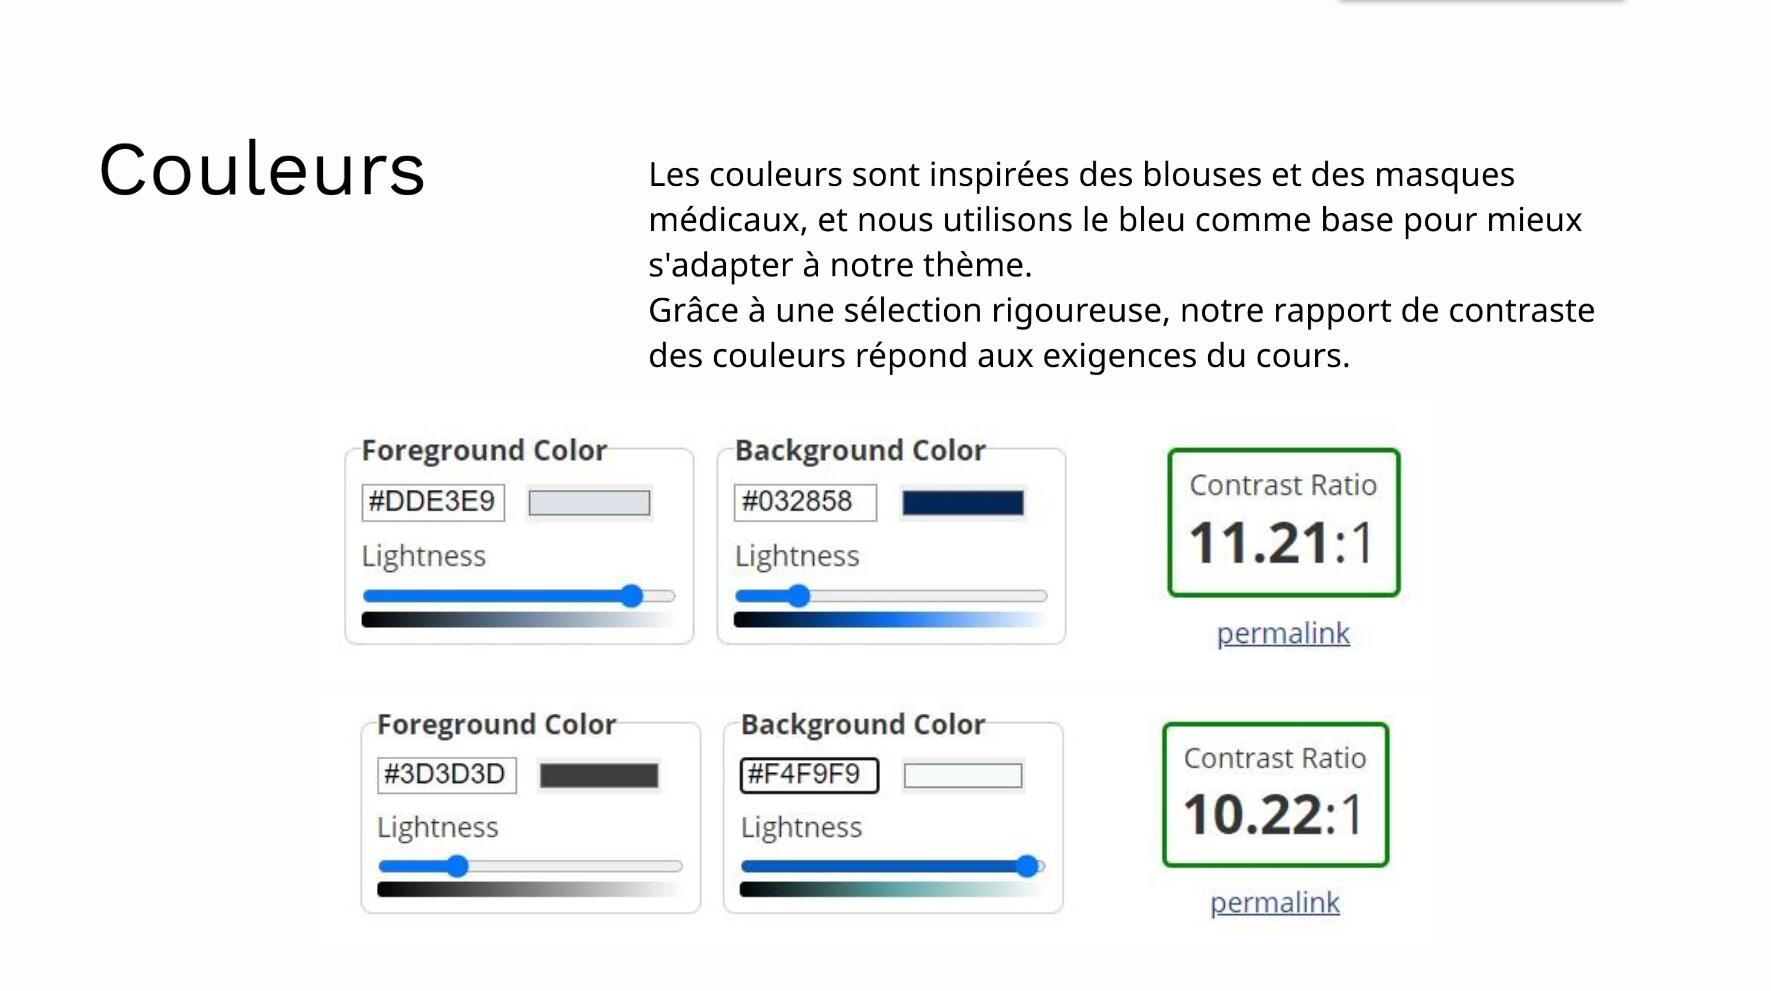 Couleurs
Les couleurs sont inspirées des blouses et des masques
médicaux, et nous utilisons le bleu comme base pour mieux
s'adapter à notre thème.
Grâce à une sélection rigoureuse, notre rapport de contraste
des couleurs répond aux exigences du cours.
Foreground Color
#DDE3E9
Lightness
Background Color
#032858
Lightness
Contrast Ratio
11.21:1
permalink
Foreground Color
#3D3D3D
Lightness
Background Color
#F4F9F9
Lightness
Contrast Ratio
10.22:1
permalink